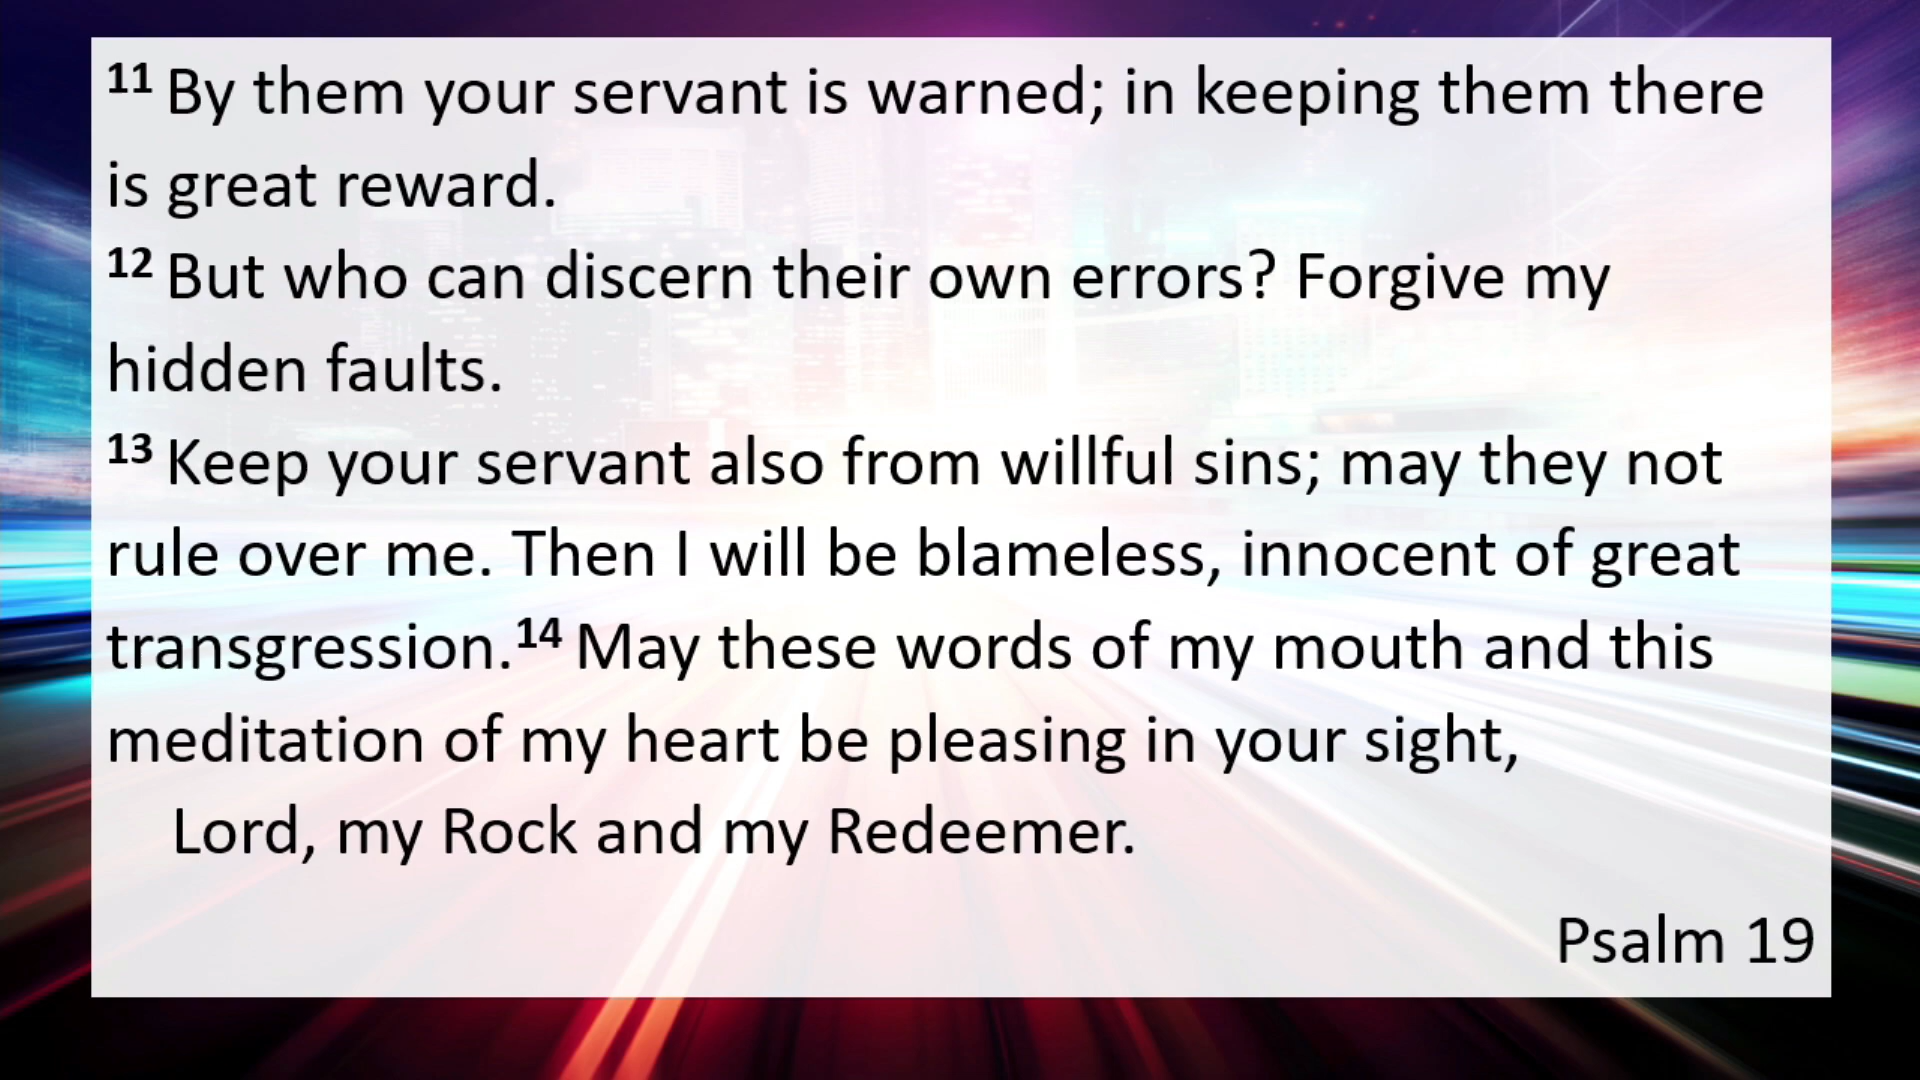 11 By them your servant is warned; in keeping them there
is great reward.
12 But who can discern their own errors? Forgive my
hidden faults.
13 Keep your servant also from willful sins; may they not
rule over me. Then I will be blameless, innocent of great
transgression.14 May these words of my mouth and this
meditation of my heart be pleasing in your sight,
Lord, my Rock and my Redeemer.
Psalm 19